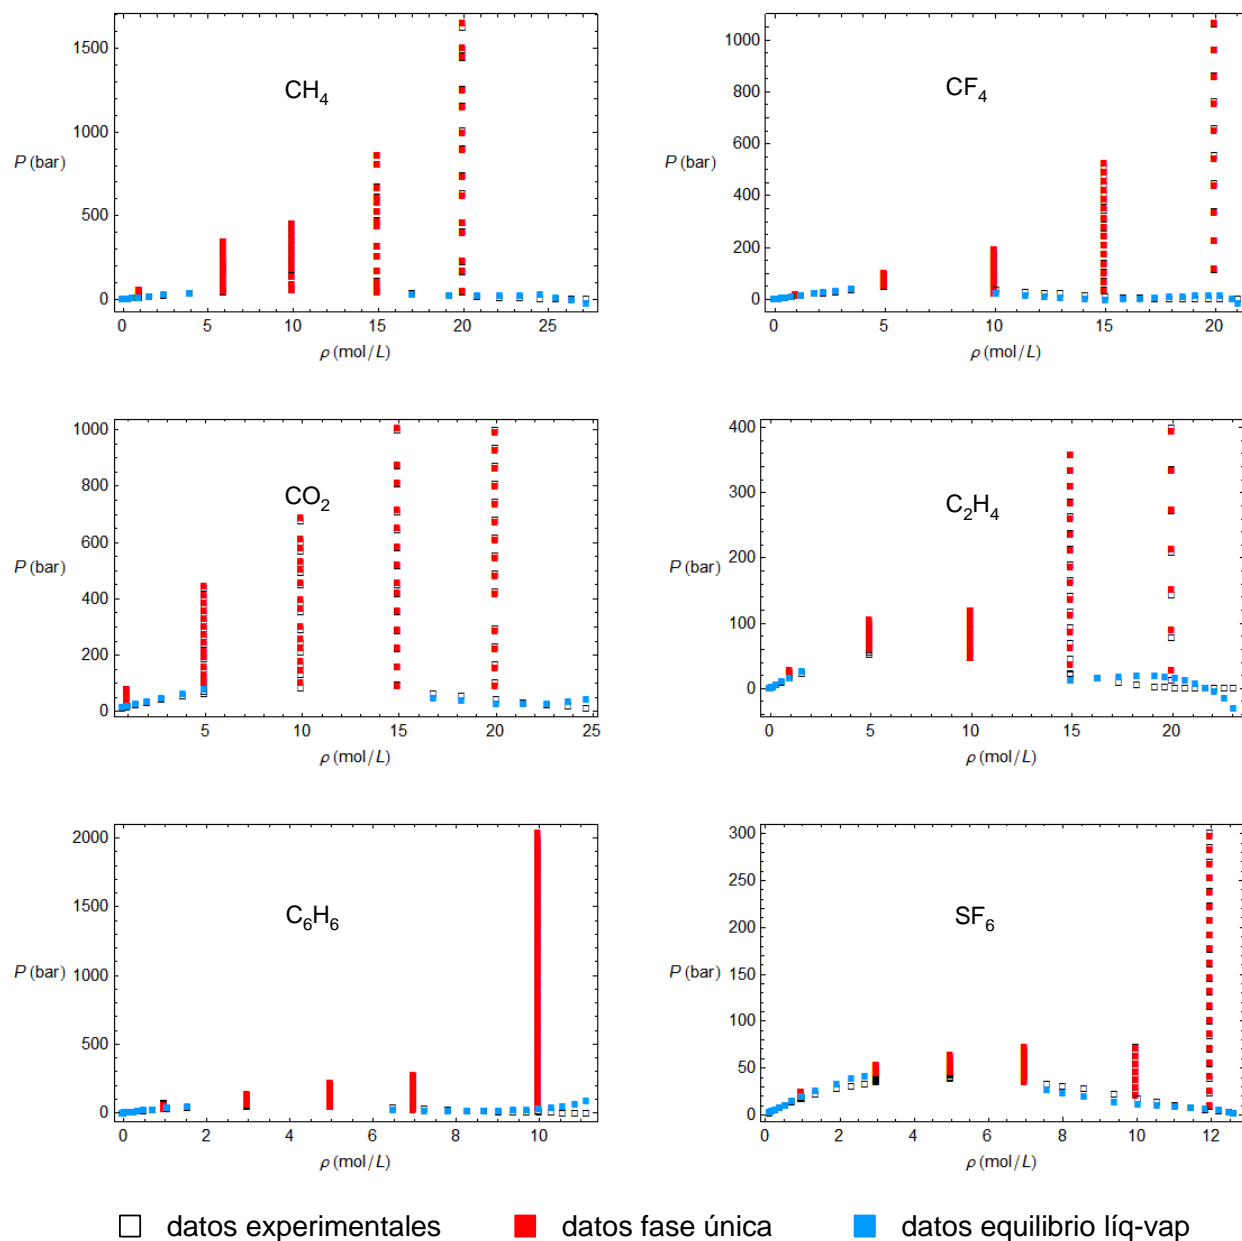 CH4
P (bar)
1500
1000
500
0
0 5 10 15 20 25
ρ (mol/L)
CF4
P (bar)
1000
800
600
400
200
0
0 5 10 15 20
ρ (mol/L)
CO2
P (bar)
1000
800
600
400
200
0
5 10 15 20 25
ρ (mol/L)
C2H4
P (bar)
400
300
200
100
0
0 5 10 15 20
ρ (mol/L)
C6H6
P (bar)
2000
1500
1000
500
0
0 2 4 6 8 10
ρ (mol/L)
SF6
P (bar)
300
250
200
150
100
50
0
0 2 4 6 8 10 12
ρ (mol/L)
datos experimentales datos fase única datos equilibrio líq-vap